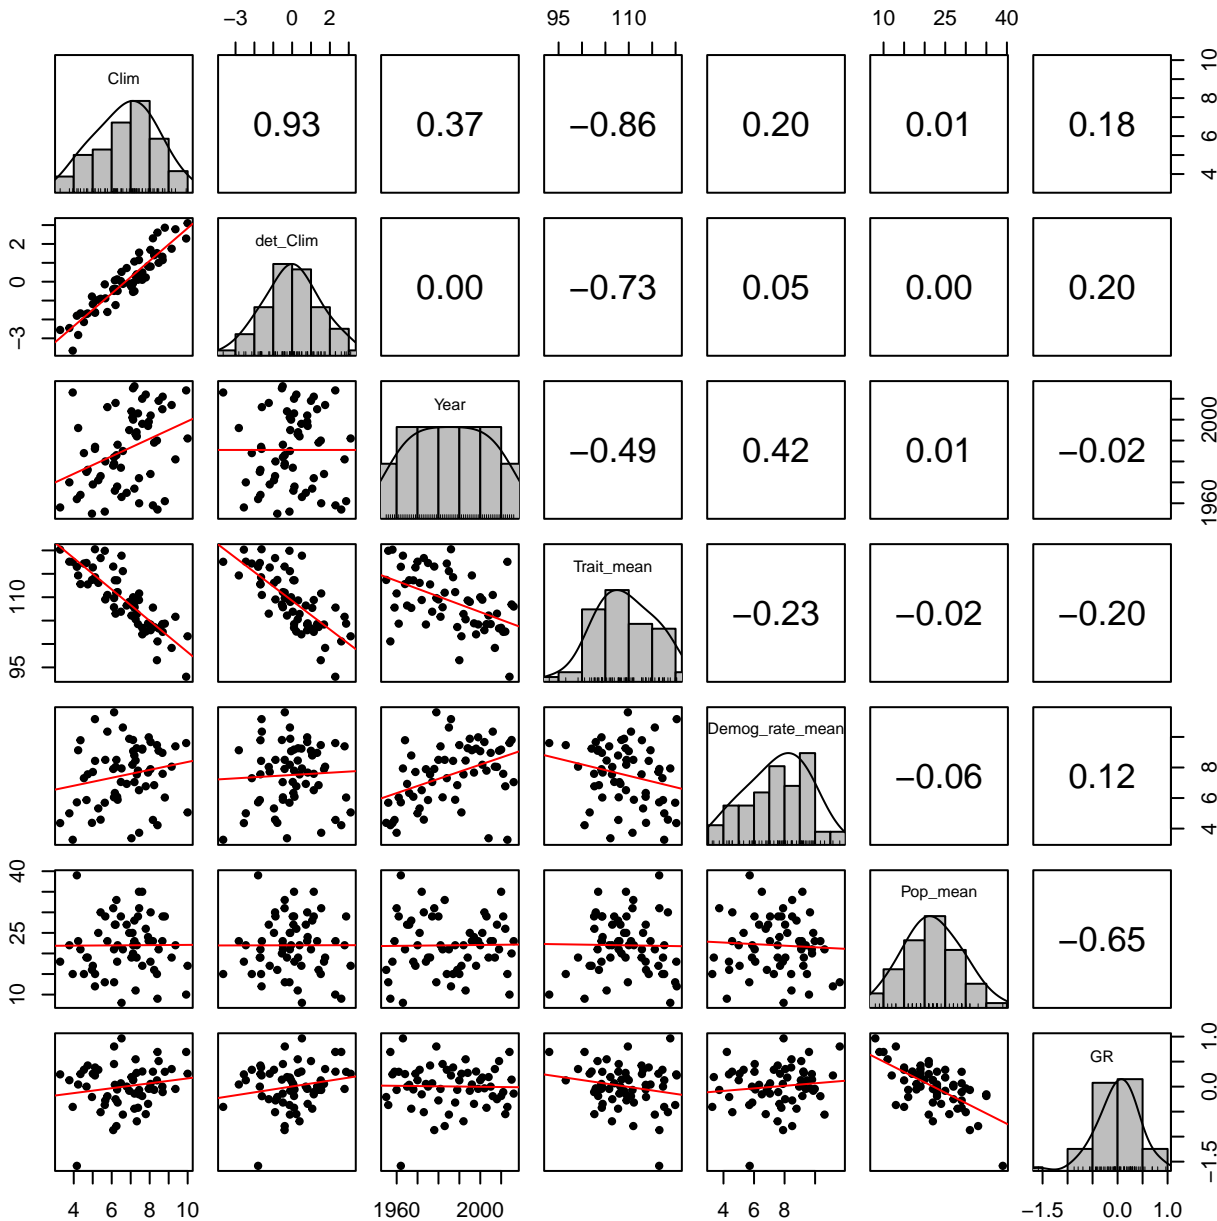 −3 0 2 95 110 10 25 40
Clim 0.93 0.37 −0.86 0.20 0.01 0.18 4 6 8 10
−3 0 2 det_Clim 0.00 −0.73 0.05 0.00 0.20
Year −0.49 0.42 0.01 −0.02 1960 2000
95 110 Trait_mean −0.23 −0.02 −0.20
Demog_rate_mean −0.06 0.12 4 6 8
10 25 40 Pop_mean −0.65
GR −1.5 0.0 1.0
4 6 8 10 1960 2000 4 6 8 −1.5 0.0 1.0